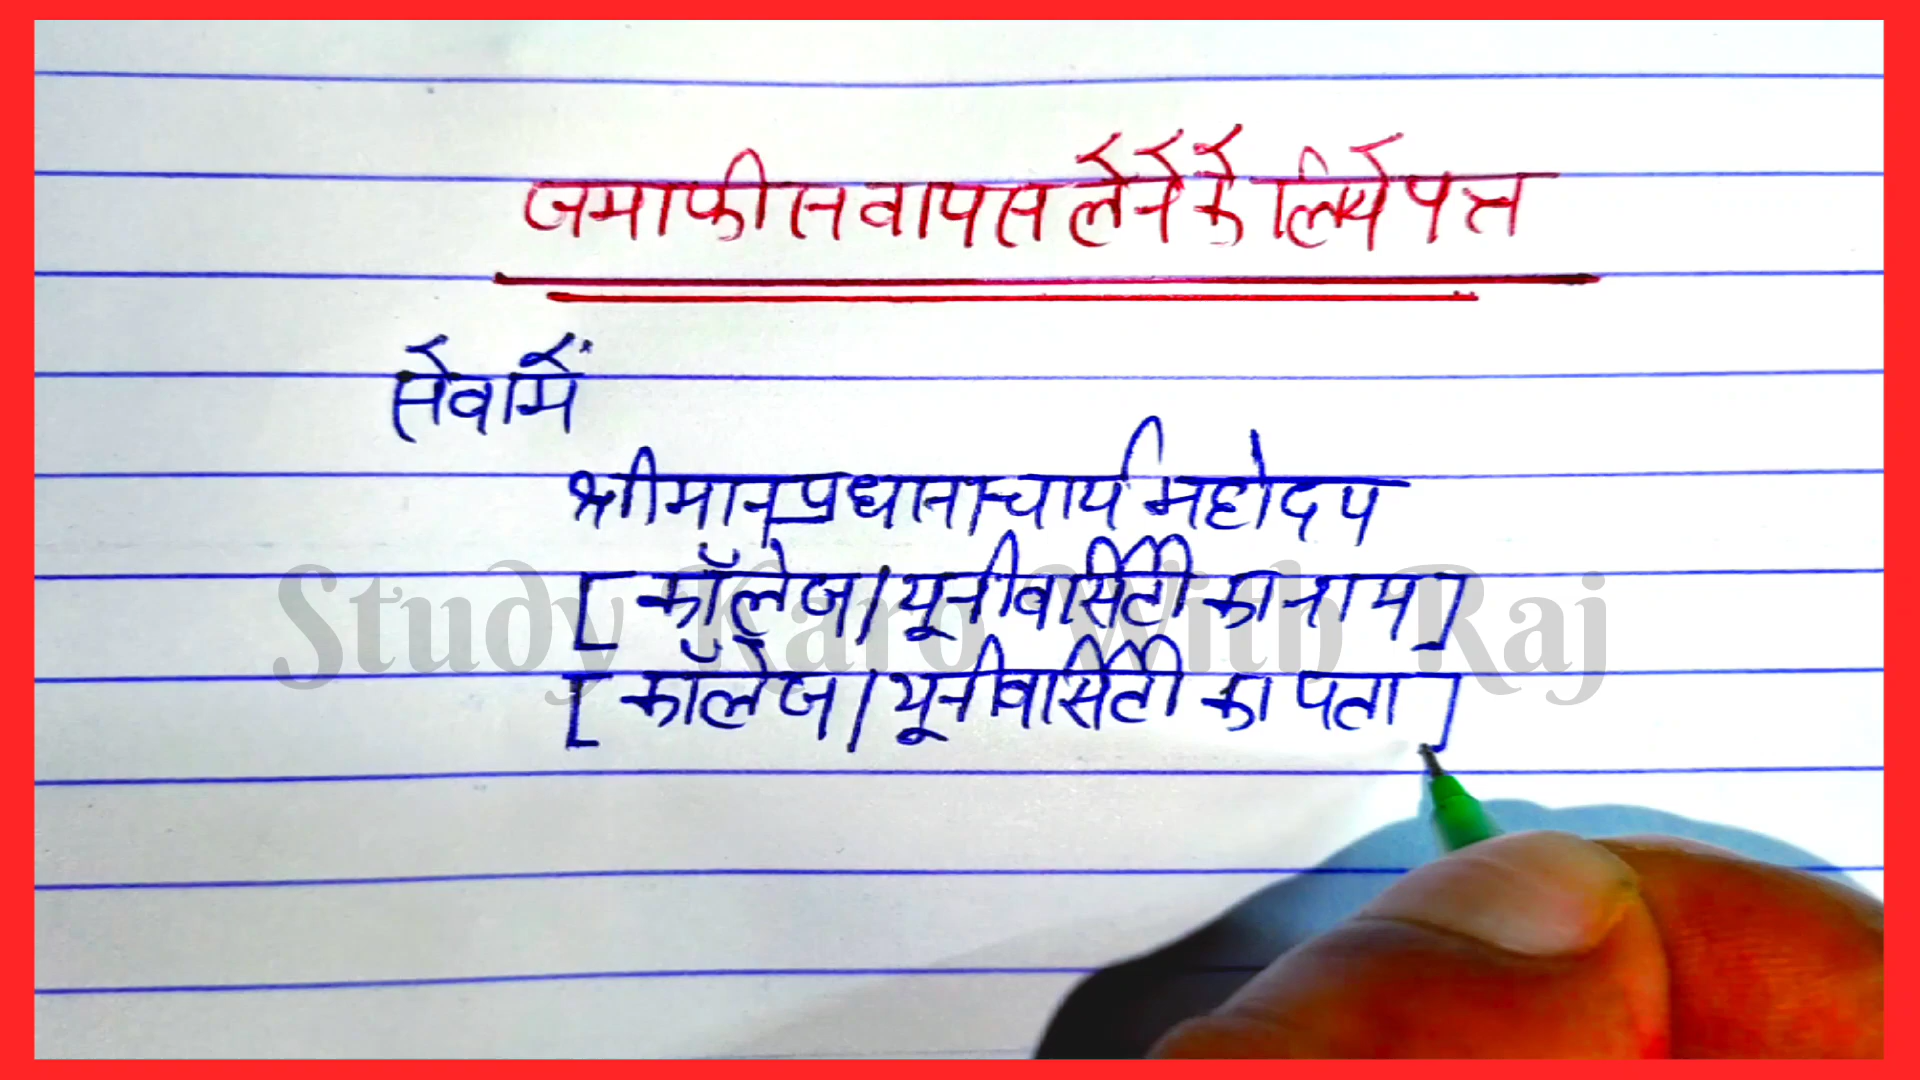 जमा फीस वापस लेने के लिये पत्र
सेवा में
श्रीमान प्रधानाचार्य महोदय
[ कॉलेज / यूनीवर्सिटी का नाम ]
Study Karo With Raj
[ कॉलेज / यूनीवर्सिटी का पता ]